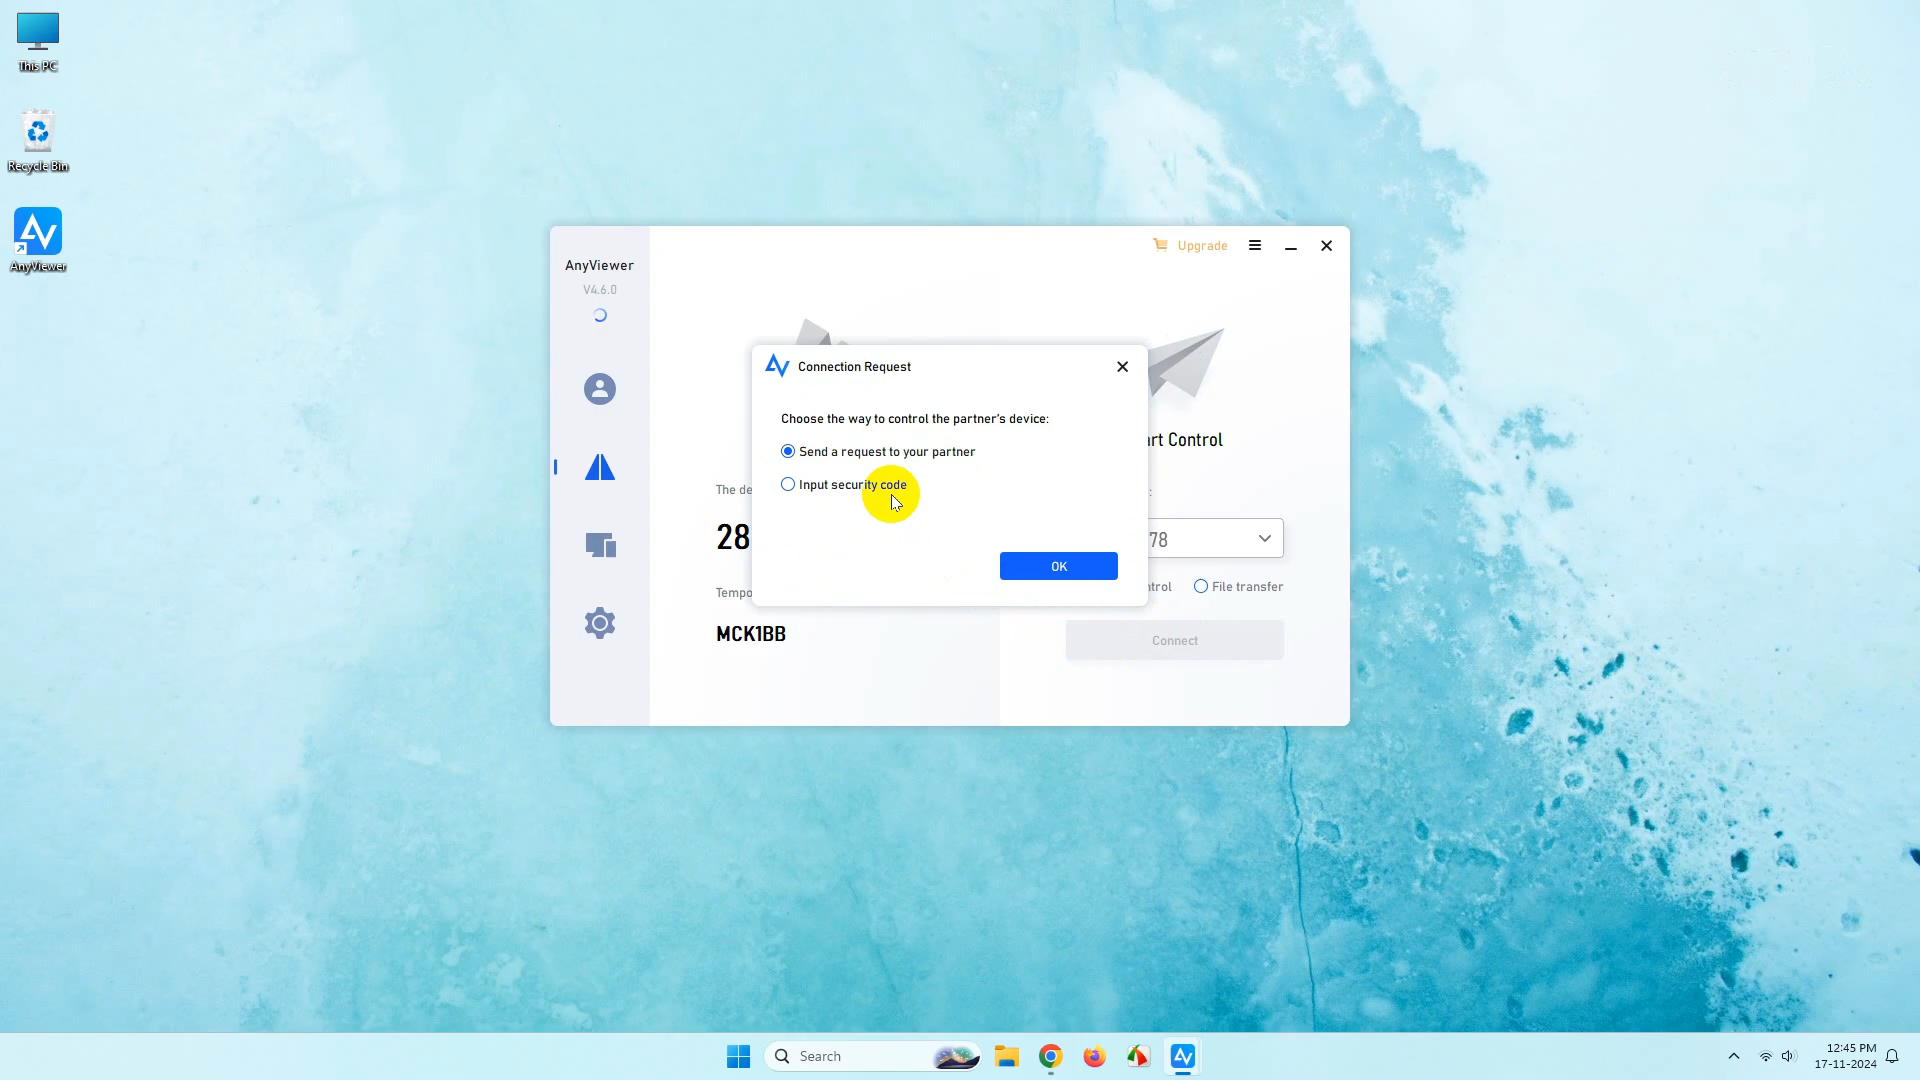 This PC
Recycle Bin
AnyViewer
AnyViewer
V4.6.0
Upgrade
Connection Request
Choose the way to control the partner's device:
Send a request to your partner
Input security code
OK
rt Control
The de
28
78
ntrol
File transfer
Tempo
MCK1BB
Connect
Search
12:45 PM
17-11-2024